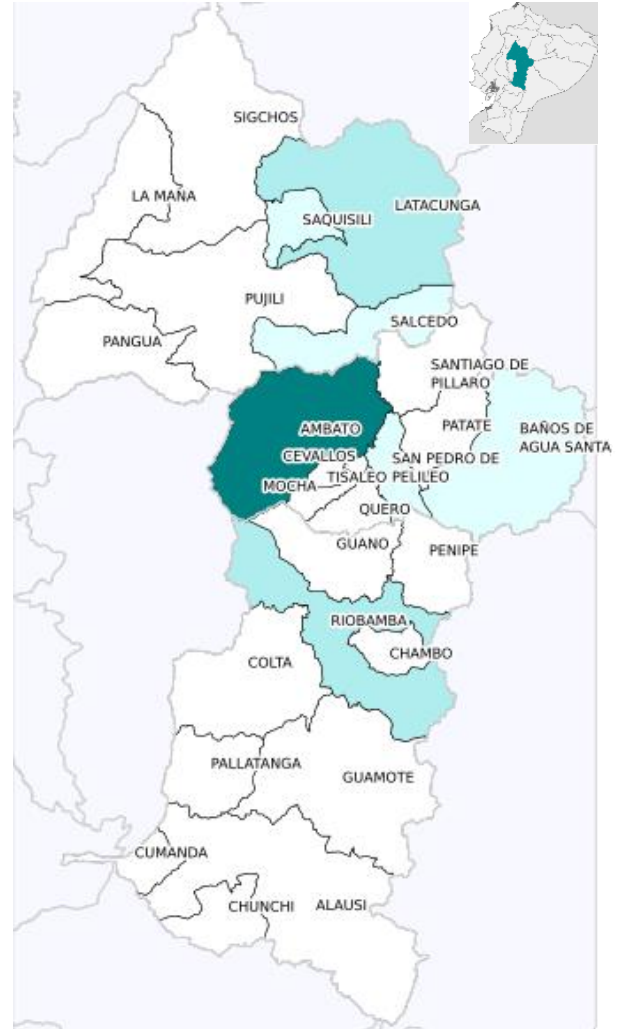 SIGCHOS
LA MANA
LATACUNGA
SAQUISILI
PUJILI
SALCEDO
PANGUA
SANTIAGO DE
PILLARO
AMBATO
PATATE
BAÑOS DE
AGUA SANTA
CEVALLOS
SAN PEDRO DE
PELILEO
MOCHA
TISALEO
QUERO
GUANO
PENIPE
RIOBAMBA
CHAMBO
COLTA
PALLATANGA
GUAMOTE
CUMANDA
CHUNCHI
ALAUSI